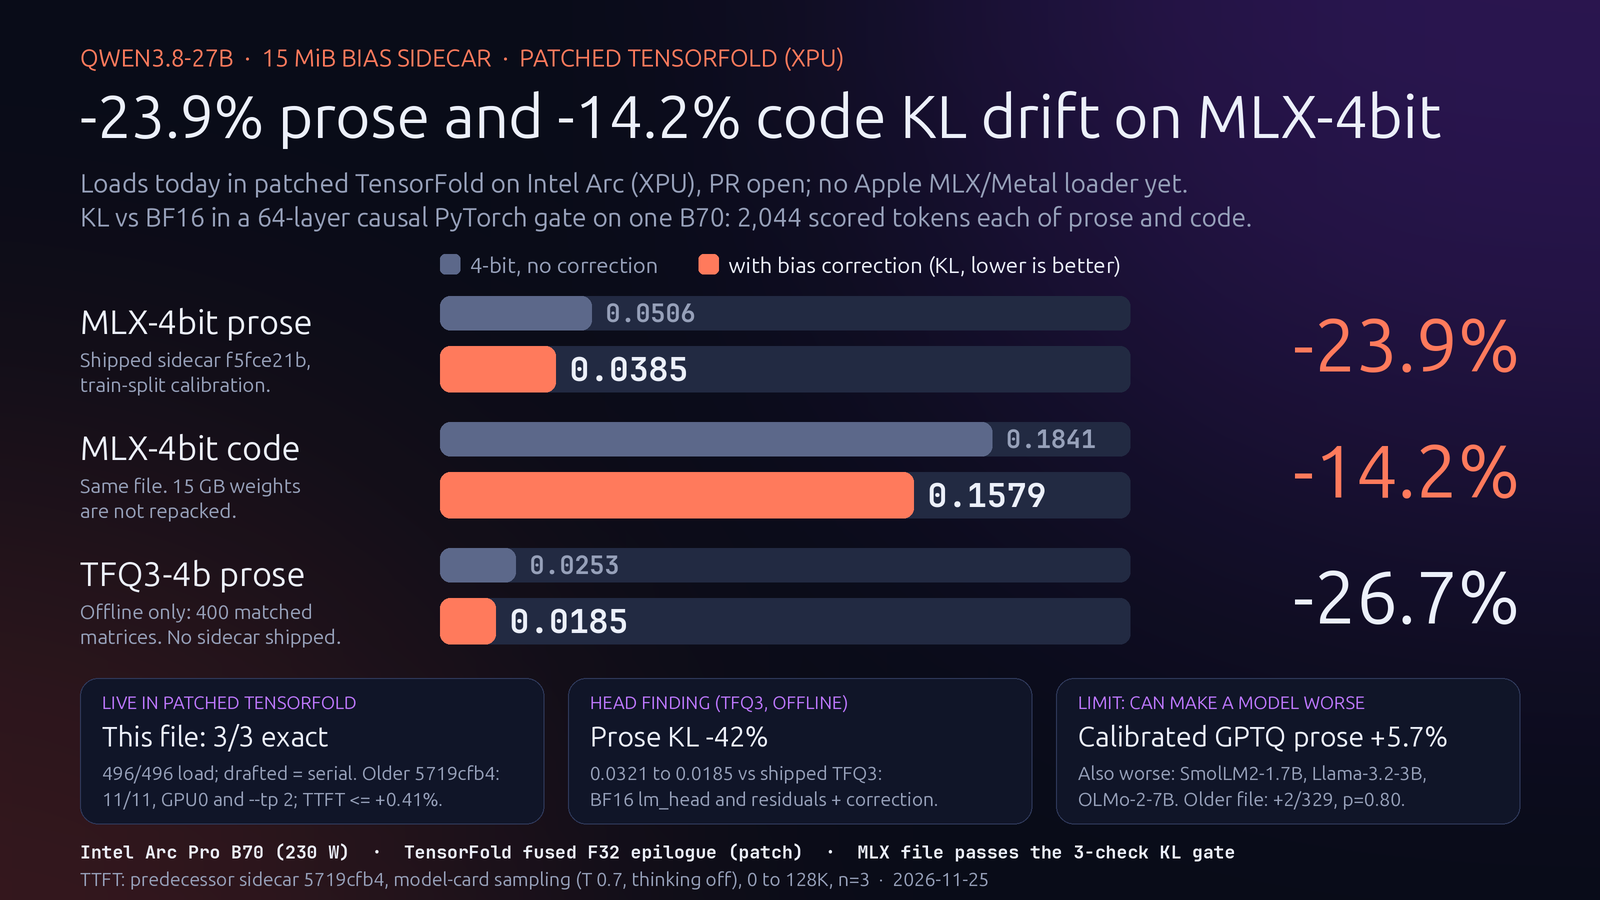 QWEN3.8-27B · 15 MiB BIAS SIDECAR · PATCHED TENSORFOLD (XPU)
-23.9% prose and -14.2% code KL drift on MLX-4bit
Loads today in patched TensorFold on Intel Arc (XPU), PR open; no Apple MLX/Metal loader yet.
KL vs BF16 in a 64-layer causal PyTorch gate on one B70: 2,044 scored tokens each of prose and code.
4-bit, no correction
with bias correction (KL, lower is better)
MLX-4bit prose
Shipped sidecar f5fce21b,
train-split calibration.
0.0506
0.0385
-23.9%
MLX-4bit code
Same file. 15 GB weights
are not repacked.
0.1841
0.1579
-14.2%
TFQ3-4b prose
Offline only: 400 matched
matrices. No sidecar shipped.
0.0253
0.0185
-26.7%
LIVE IN PATCHED TENSORFOLD
This file: 3/3 exact
496/496 load; drafted = serial. Older 5719cfb4:
11/11, GPU0 and --tp 2; TTFT <= +0.41%.
HEAD FINDING (TFQ3, OFFLINE)
Prose KL -42%
0.0321 to 0.0185 vs shipped TFQ3:
BF16 lm_head and residuals + correction.
LIMIT: CAN MAKE A MODEL WORSE
Calibrated GPTQ prose +5.7%
Also worse: SmolLM2-1.7B, Llama-3.2-3B,
OLMo-2-7B. Older file: +2/329, p=0.80.
Intel Arc Pro B70 (230 W) · TensorFold fused F32 epilogue (patch) · MLX file passes the 3-check KL gate
TTFT: predecessor sidecar 5719cfb4, model-card sampling (T 0.7, thinking off), 0 to 128K, n=3 · 2026-11-25